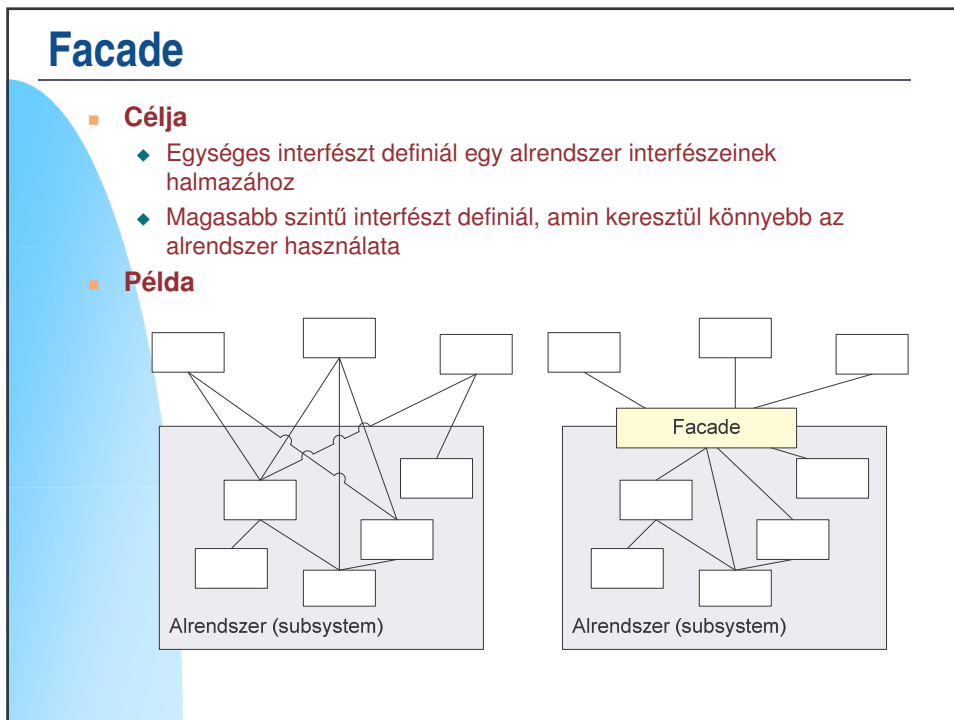 Facade
Célja
Egységes interfészt definiál egy alrendszer interfészeinek
halmazához
Magasabb szintű interfészt definiál, amin keresztül könnyebb az
alrendszer használata
Példa
Facade
Alrendszer (subsystem)
Alrendszer (subsystem)